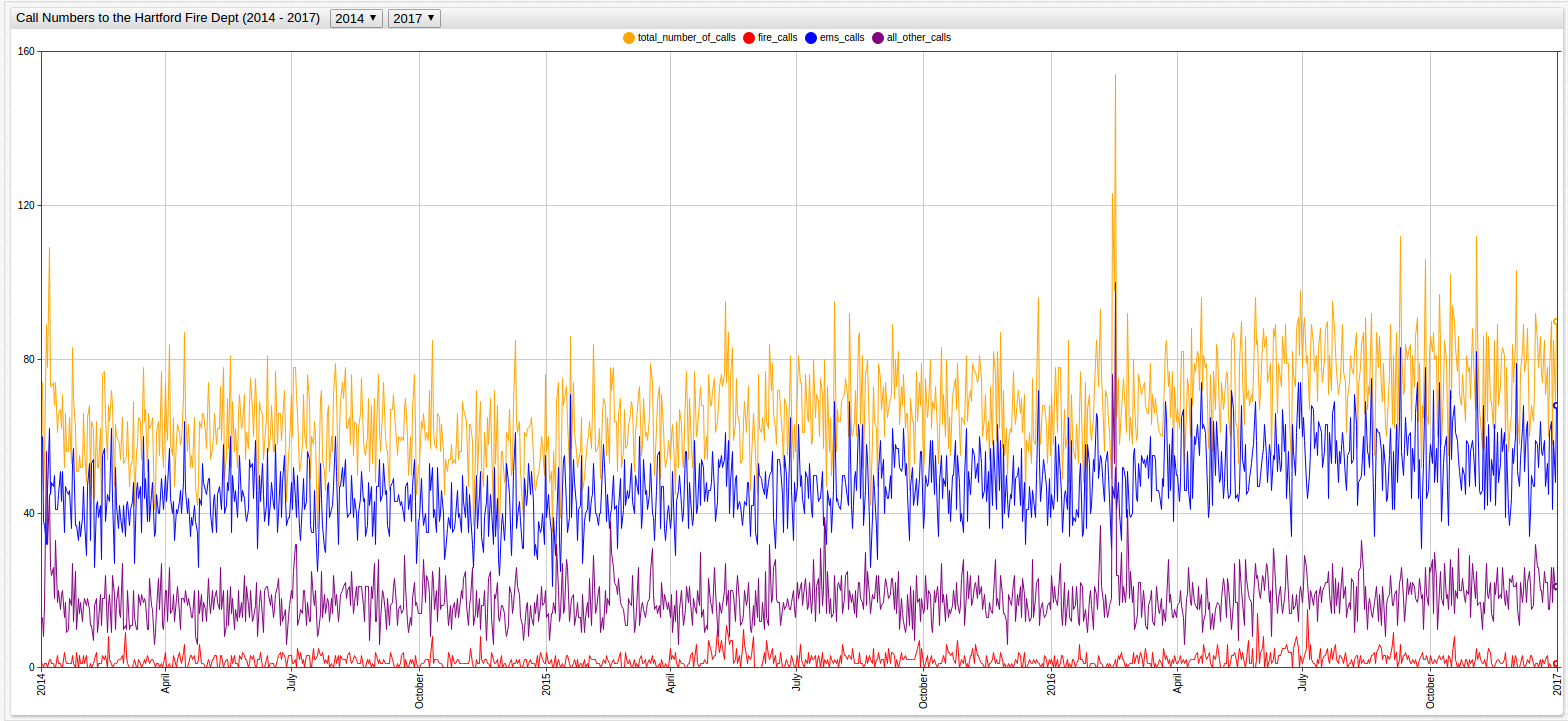 Call Numbers to the Hartford Fire Dept (2014 - 2017) 2014 2017
total_number_of_calls fire_calls ems_calls all_other_calls
160
120
80
40
0
2014 April July October 2015 April July October 2016 April July October 2017